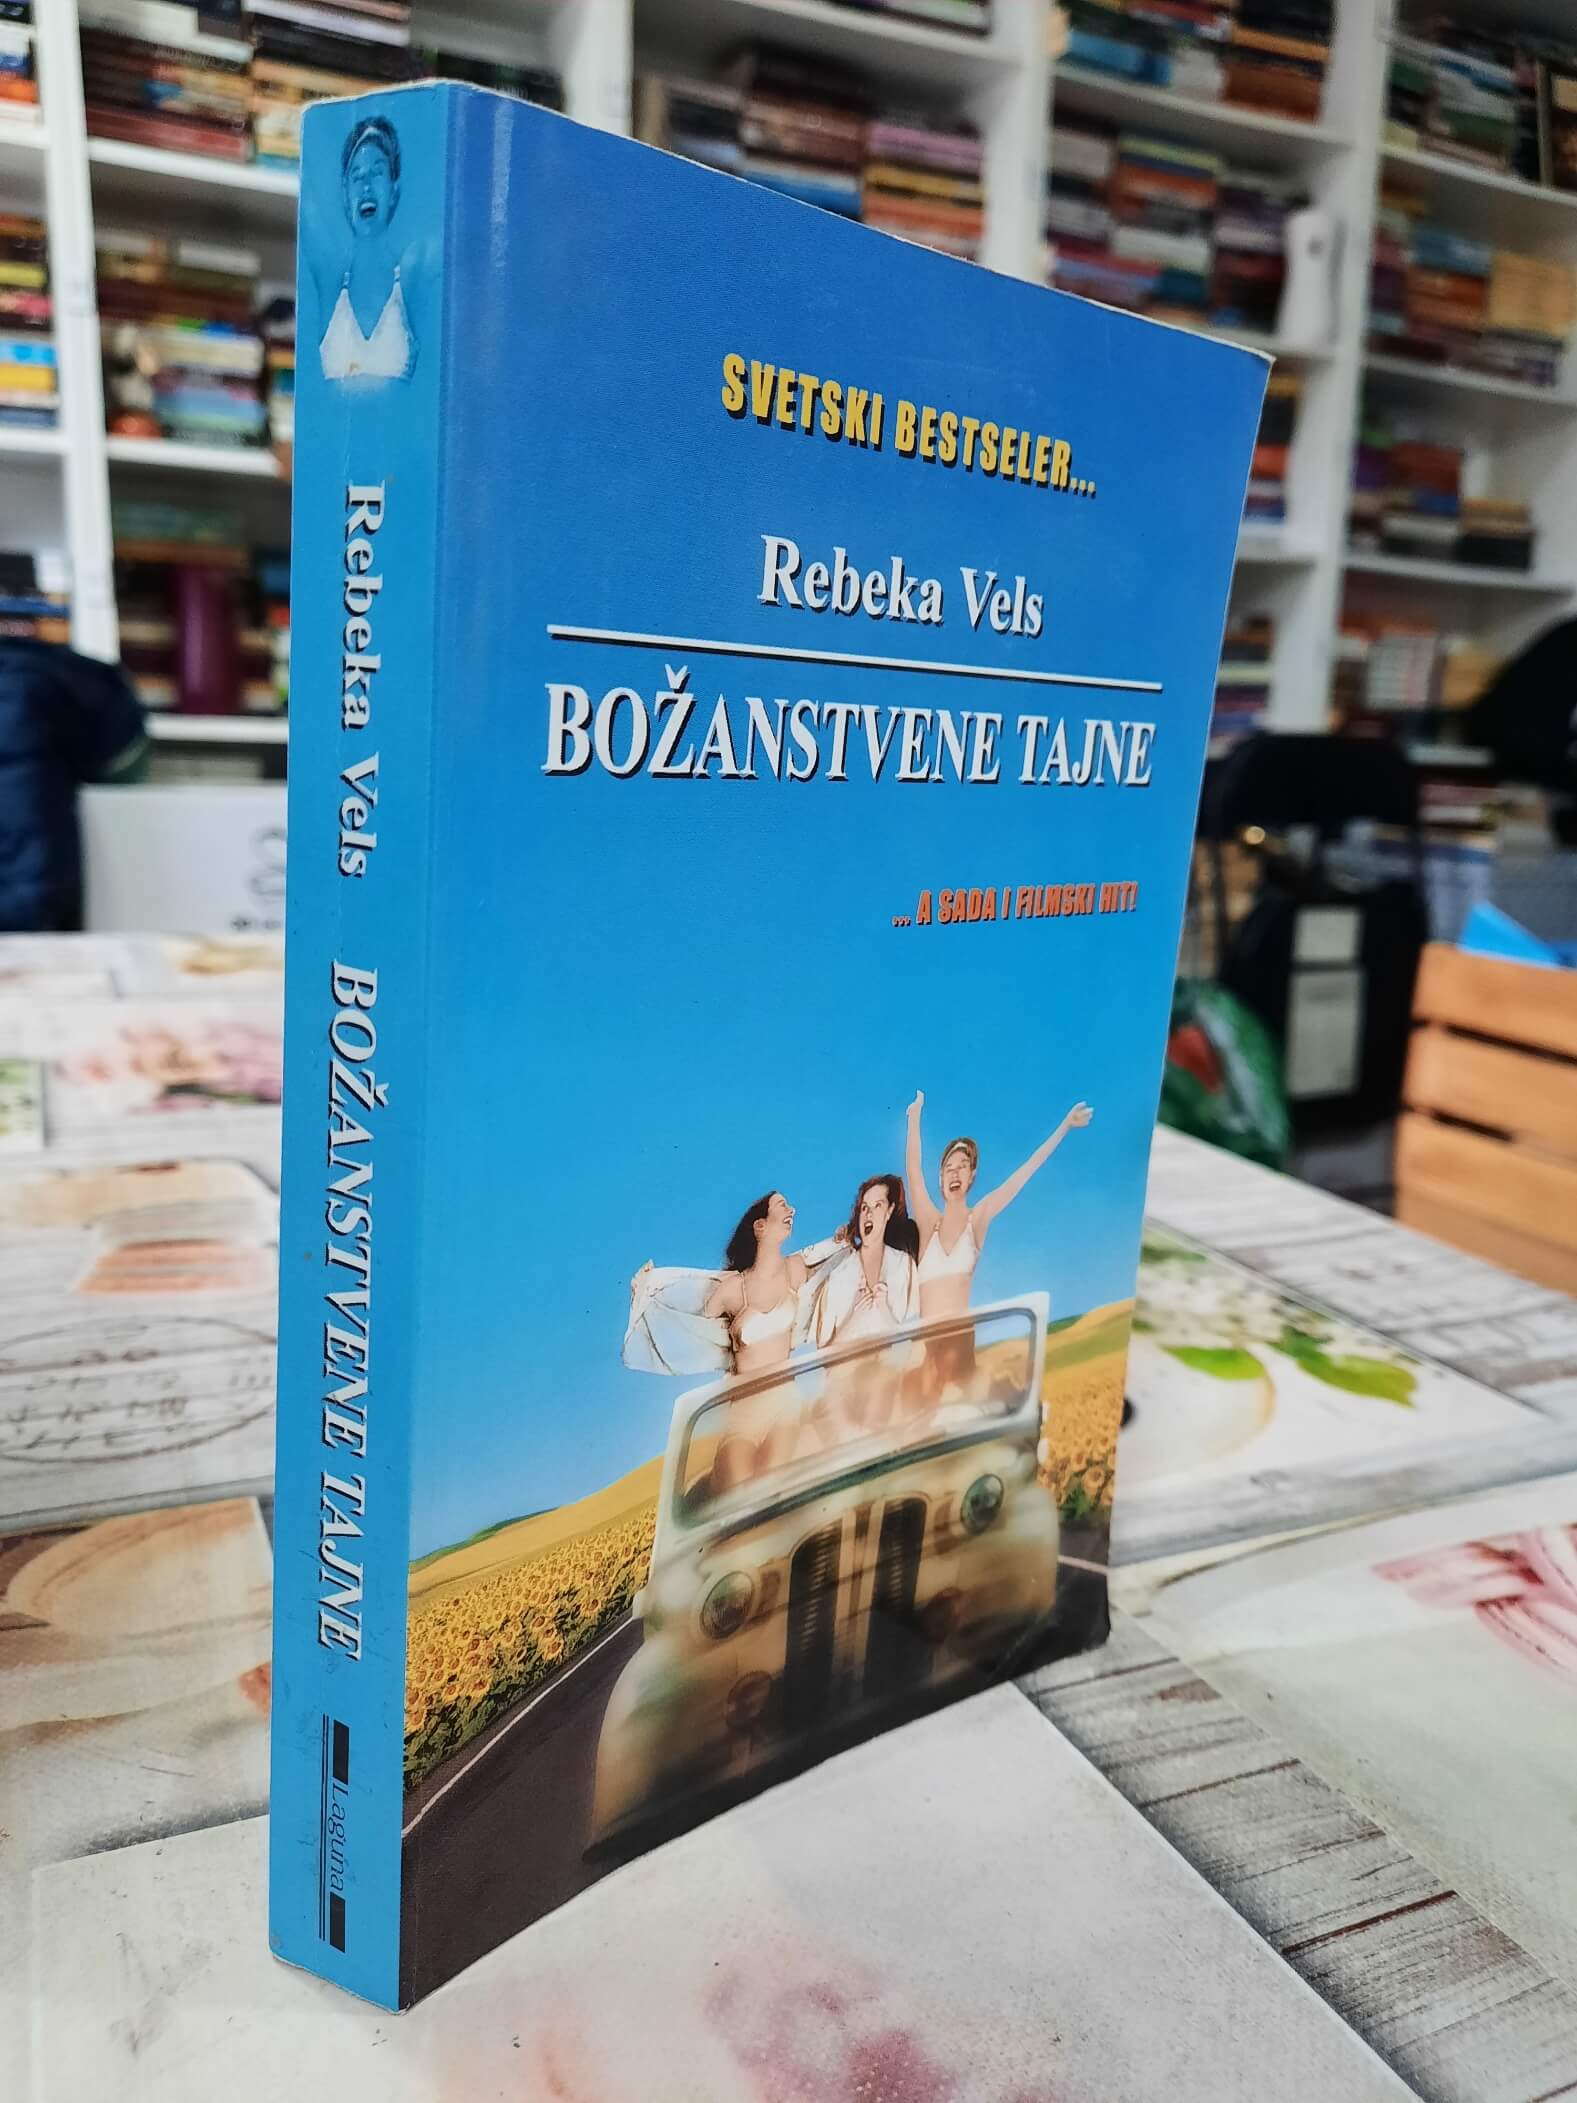 SVETSKI BESTSELER...
Rebeka Vels
BOŽANSTVENE TAJNE
... A SADA I FILMSKI HIT!
Rebeka Vels BOŽANSTVENE TAJNE
Laguna